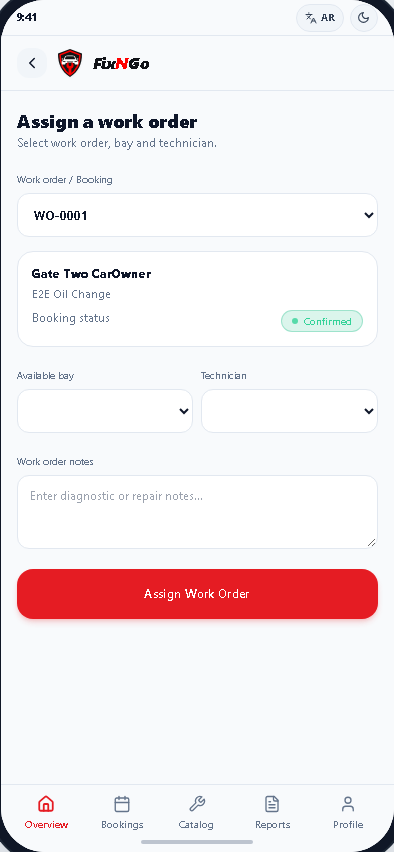 9:41
AR
FixNGo
Assign a work order
Select work order, bay and technician.
Work order / Booking
WO-0001
Gate Two CarOwner
E2E Oil Change
Booking status
Confirmed
Available bay
Technician
Work order notes
Enter diagnostic or repair notes...
Assign Work Order
Overview
Bookings
Catalog
Reports
Profile